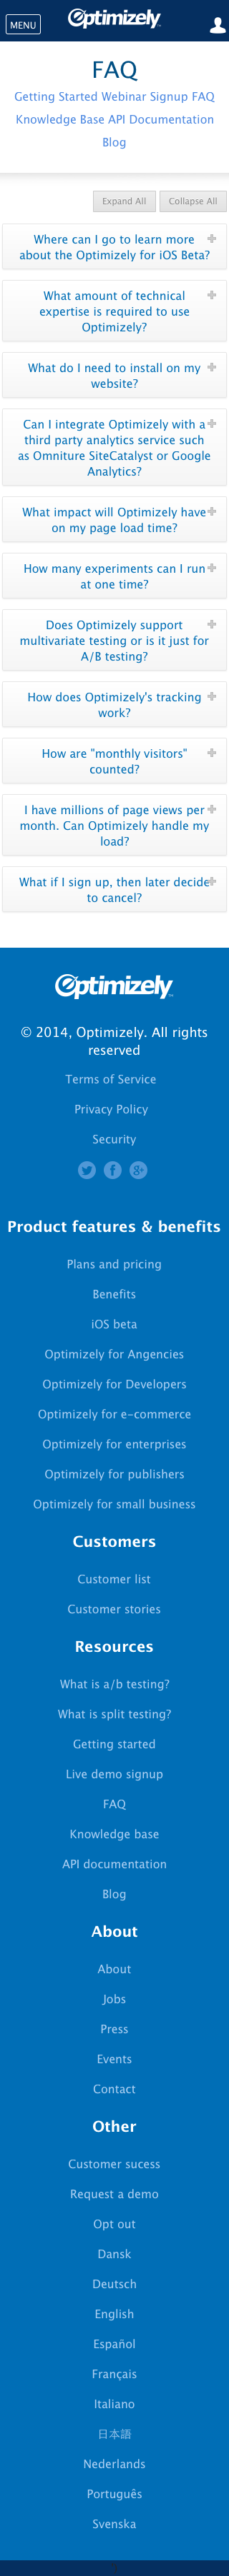 MENU
Optimizely
FAQ
Getting Started Webinar Signup FAQ
Knowledge Base API Documentation
Blog
Expand All Collapse All
Where can I go to learn more
about the Optimizely for iOS Beta?
What amount of technical
expertise is required to use
Optimizely?
What do I need to install on my
website?
Can I integrate Optimizely with a
third party analytics service such
as Omniture SiteCatalyst or Google
Analytics?
What impact will Optimizely have
on my page load time?
How many experiments can I run
at one time?
Does Optimizely support
multivariate testing or is it just for
A/B testing?
How does Optimizely's tracking
work?
How are "monthly visitors"
counted?
I have millions of page views per
month. Can Optimizely handle my
load?
What if I sign up, then later decide
to cancel?
Optimizely
© 2014, Optimizely. All rights
reserved
Terms of Service
Privacy Policy
Security
Product features & benefits
Plans and pricing
Benefits
iOS beta
Optimizely for Angencies
Optimizely for Developers
Optimizely for e-commerce
Optimizely for enterprises
Optimizely for publishers
Optimizely for small business
Customers
Customer list
Customer stories
Resources
What is a/b testing?
What is split testing?
Getting started
Live demo signup
FAQ
Knowledge base
API documentation
Blog
About
About
Jobs
Press
Events
Contact
Other
Customer sucess
Request a demo
Opt out
Dansk
Deutsch
English
Español
Français
Italiano
日本語
Nederlands
Português
Svenska